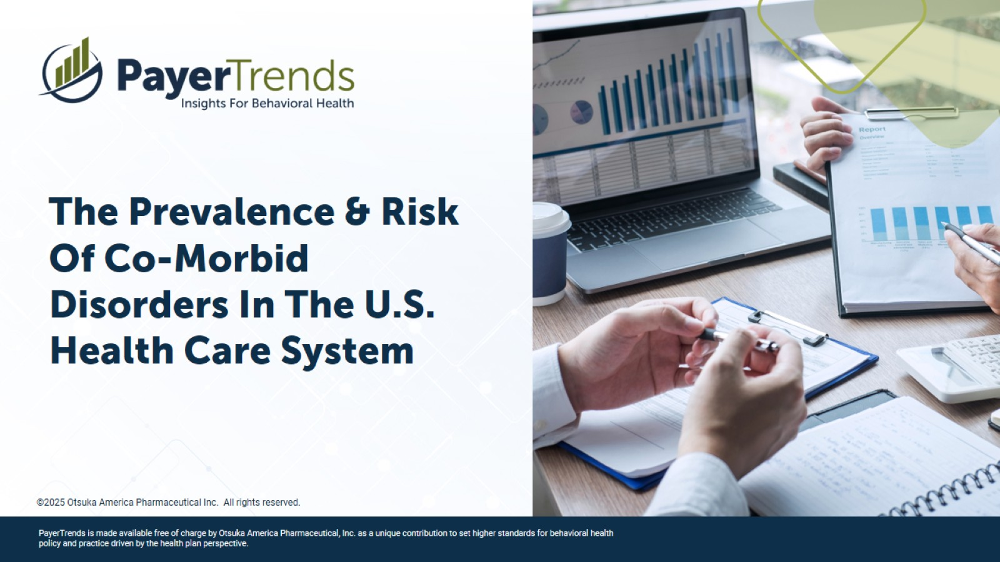 PayerTrends
Insights For Behavioral Health
The Prevalence & Risk
Of Co-Morbid
Disorders In The U.S.
Health Care System
©2025 Otsuka America Pharmaceutical Inc.  All rights reserved.
PayerTrends is made available free of charge by Otsuka America Pharmaceutical, Inc. as a unique contribution to set higher standards for behavioral health
policy and practice driven by the health plan perspective.
Report
Overview